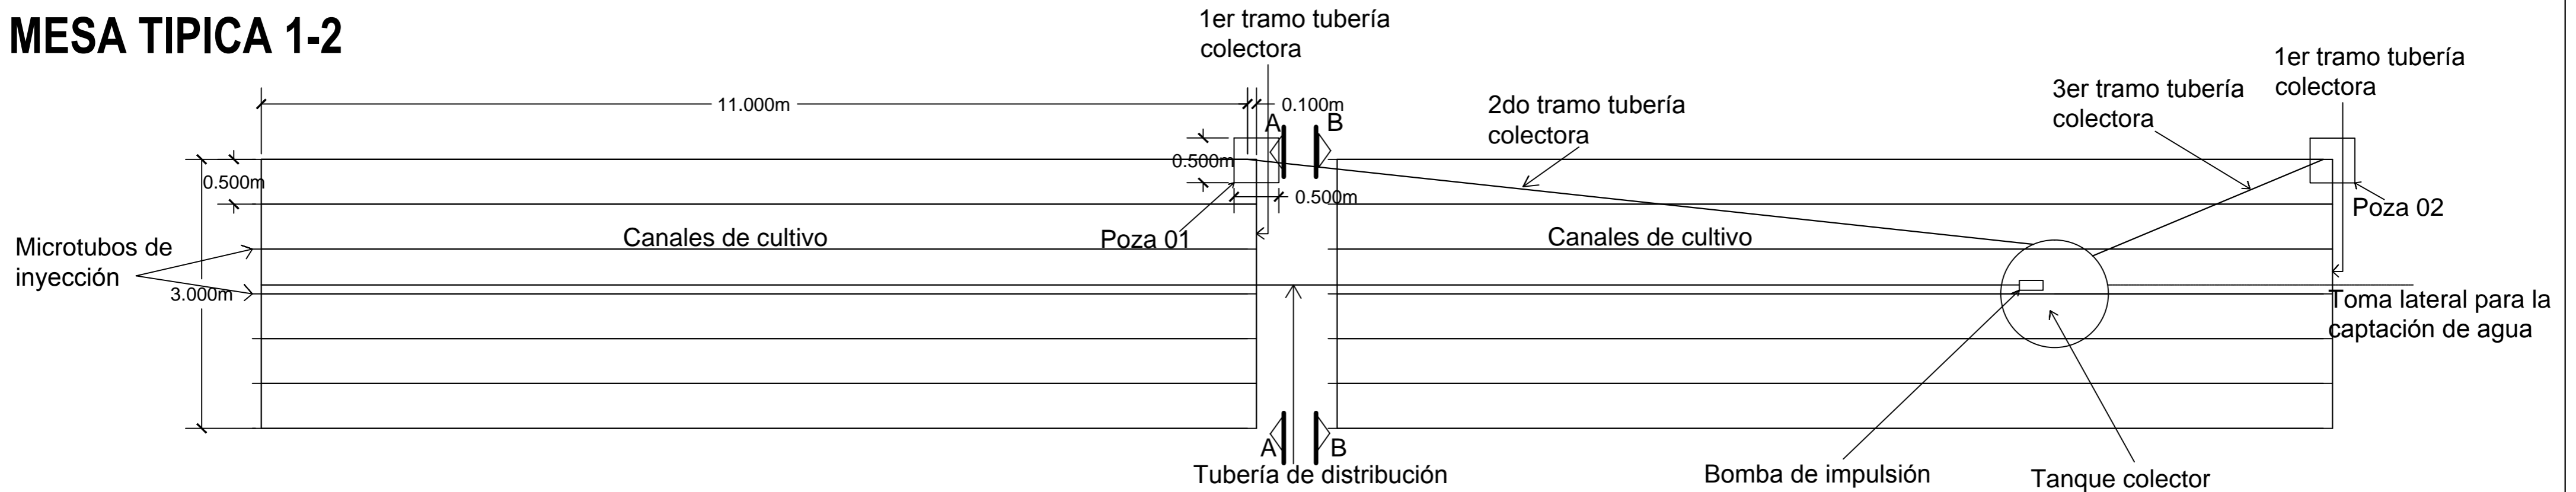 MESA TIPICA 1-2
1er tramo tubería
colectora
11.000m
0.100m
A
B
2do tramo tubería
colectora
3er tramo tubería
colectora
1er tramo tubería
colectora
0.500m
0.500m
0.500m
Poza 02
Microtubos de
inyección
Canales de cultivo
Poza 01
Canales de cultivo
3.000m
Toma lateral para la
captación de agua
A
B
Tubería de distribución
Bomba de impulsión
Tanque colector